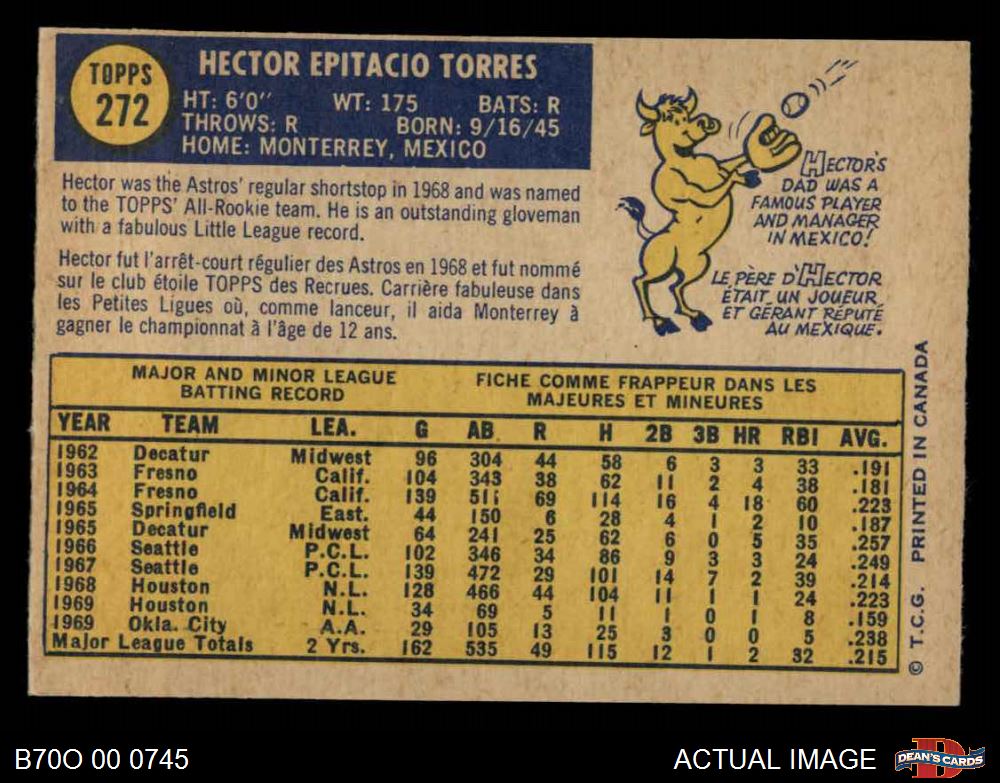 TOPPS
272
HECTOR EPITACIO TORRES
HT: 6'0" WT: 175 BATS: R
THROWS: R BORN: 9/16/45
HOME: MONTERREY, MEXICO
Hector was the Astros' regular shortstop in 1968 and was named
to the TOPPS' All-Rookie team. He is an outstanding gloveman
with a fabulous Little League record.
Hector fut l'arrêt-court régulier des Astros en 1968 et fut nommé
sur le club étoile TOPPS des Recrues. Carrière fabuleuse dans
les Petites Ligues où, comme lanceur, il aida Monterrey à
gagner le championnat à l'âge de 12 ans.
HECTOR'S
DAD WAS A
FAMOUS PLAYER
AND MANAGER
IN MEXICO!
LE PÈRE D'HECTOR
ÉTAIT UN JOUEUR
ET GÉRANT RÉPUTÉ
AU MEXIQUE.
MAJOR AND MINOR LEAGUE
BATTING RECORD
FICHE COMME FRAPPEUR DANS LES
MAJEURES ET MINEURES
YEAR TEAM LEA. G AB R H 2B 3B HR RBI AVG.
1962 Decatur Midwest 96 304 44 58 6 3 3 33 .191
1963 Fresno Calif. 104 343 38 62 11 2 4 38 .181
1964 Fresno Calif. 139 511 69 114 16 4 18 60 .223
1965 Springfield East. 44 150 6 28 4 1 2 10 .187
1965 Decatur Midwest 64 241 25 62 6 0 5 35 .257
1966 Seattle P.C.L. 102 346 34 86 9 3 3 24 .249
1967 Seattle P.C.L. 139 472 29 101 14 7 2 39 .214
1968 Houston N.L. 128 466 44 104 11 1 1 24 .223
1969 Houston N.L. 34 69 5 11 1 0 1 8 .159
1969 Okla. City A.A. 29 105 13 25 3 0 0 5 .238
Major League Totals 2 Yrs. 162 535 49 115 12 1 2 32 .215
© T.C.G. PRINTED IN CANADA
B70O 00 0745
ACTUAL IMAGE
D
DEAN'S CARDS